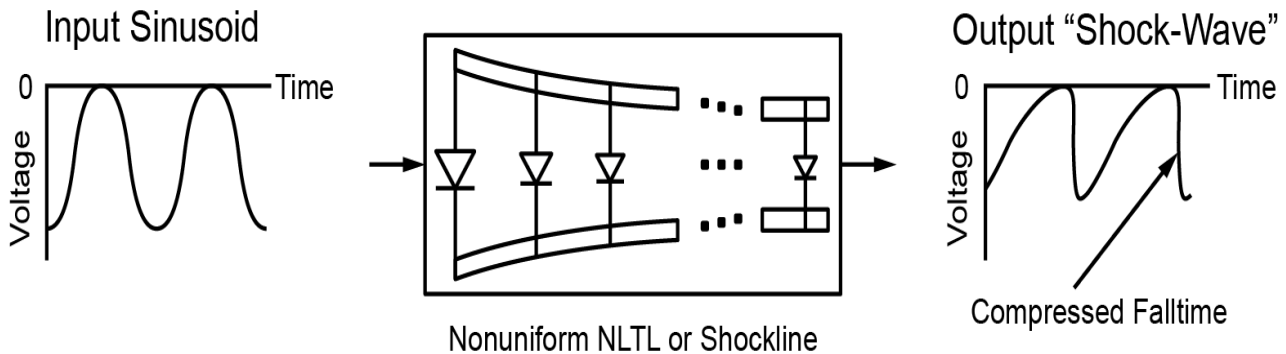 Input Sinusoid
0
Time
Voltage
Nonuniform NLTL or Shockline
Output “Shock-Wave”
0
Time
Voltage
Compressed Falltime